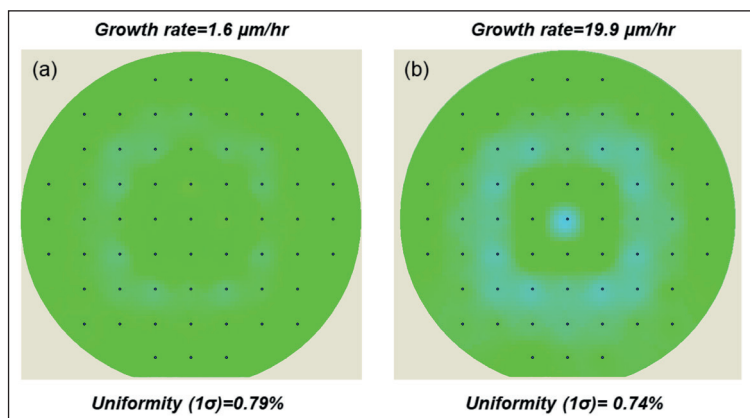 Growth rate=1.6 µm/hr
Growth rate=19.9 µm/hr
(a)
(b)
Uniformity (1σ)=0.79%
Uniformity (1σ)= 0.74%